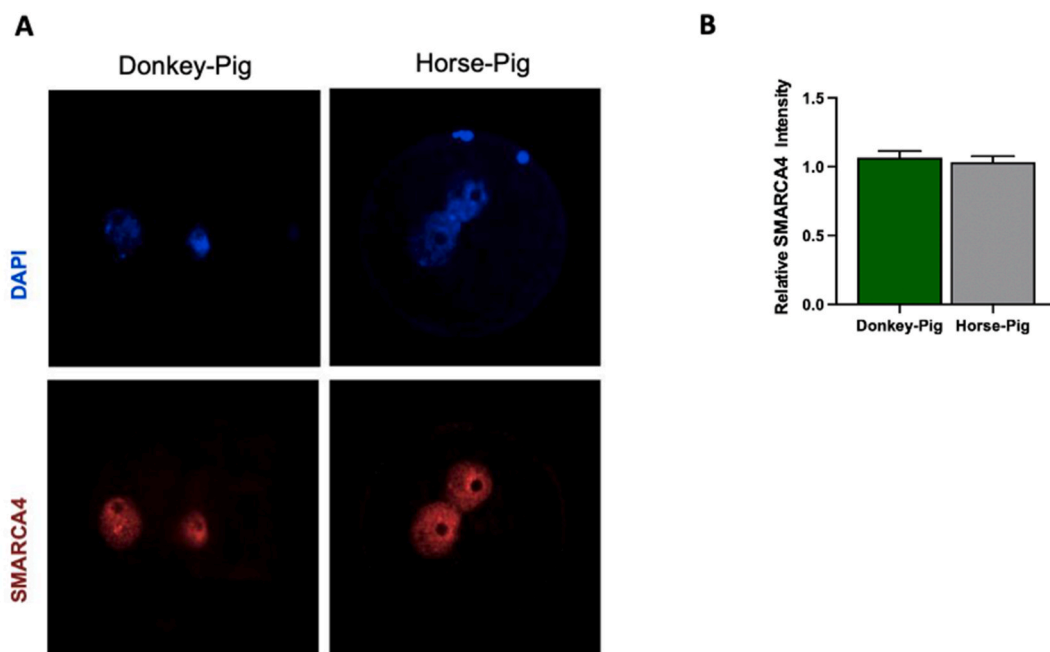 A
Donkey-Pig
Horse-Pig
DAPI
SMARCA4
B
Relative SMARCA4 Intensity
1.5
1.0
0.5
0.0
Donkey-Pig
Horse-Pig